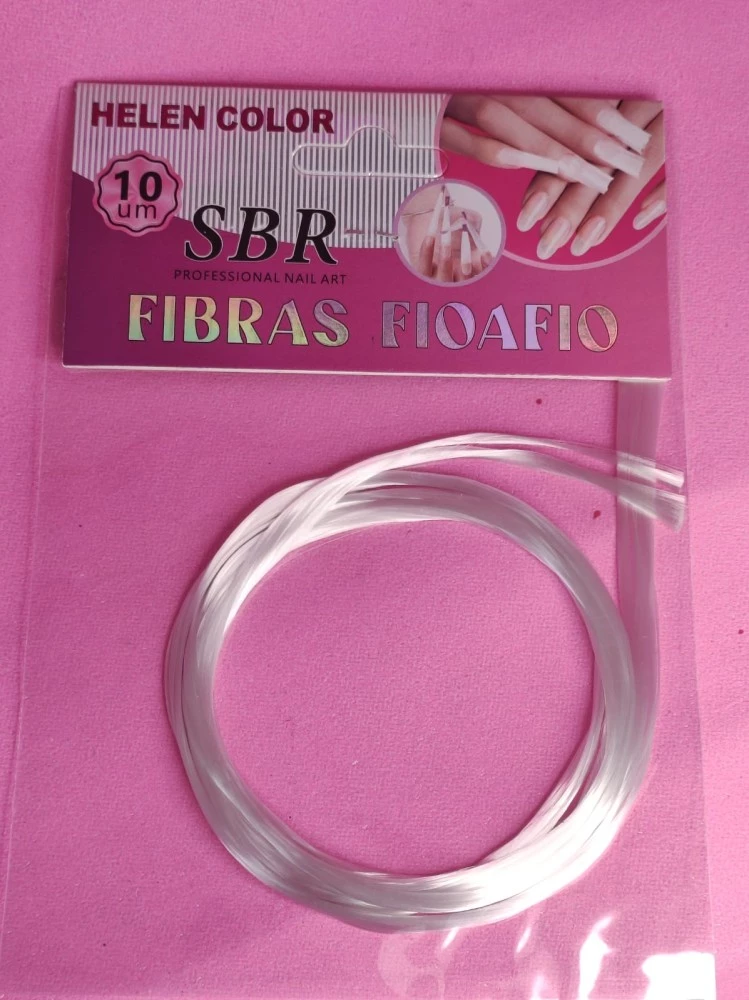 HELEN COLOR
10
um
SBR
PROFESSIONAL NAIL ART
FIBRAS FIOAFIO